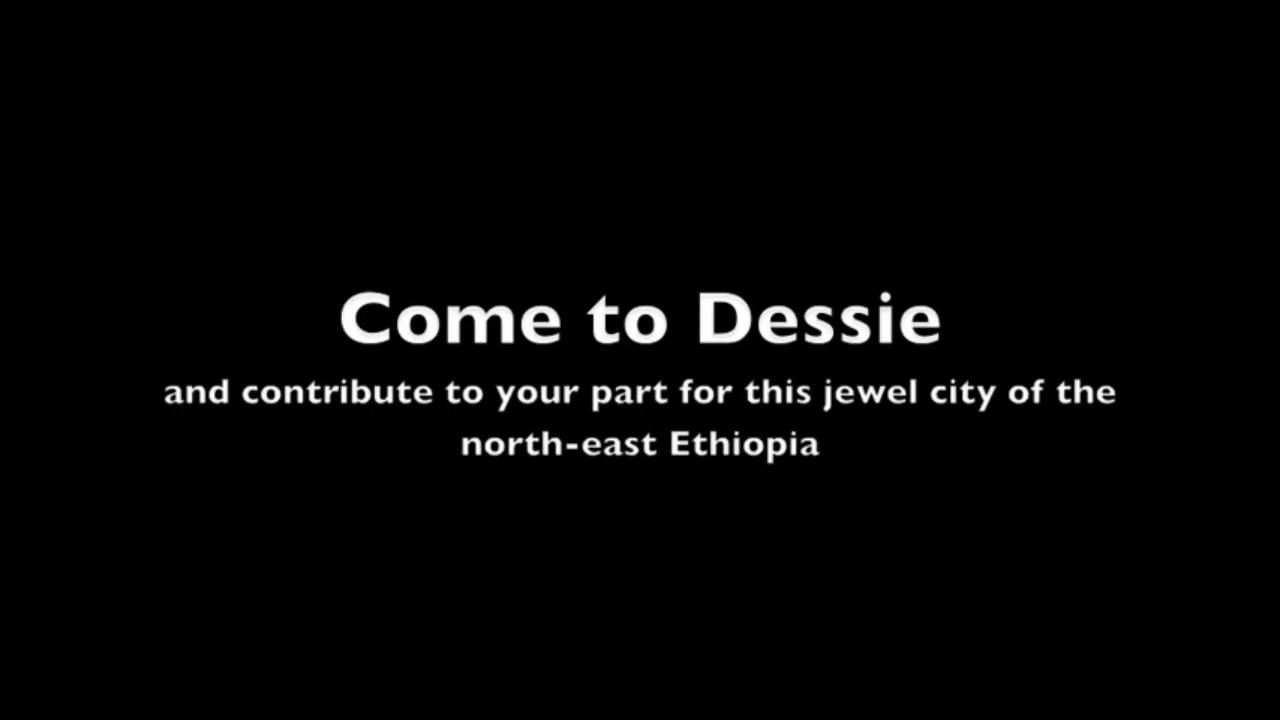 Come to Dessie
and contribute to your part for this jewel city of the
north-east Ethiopia